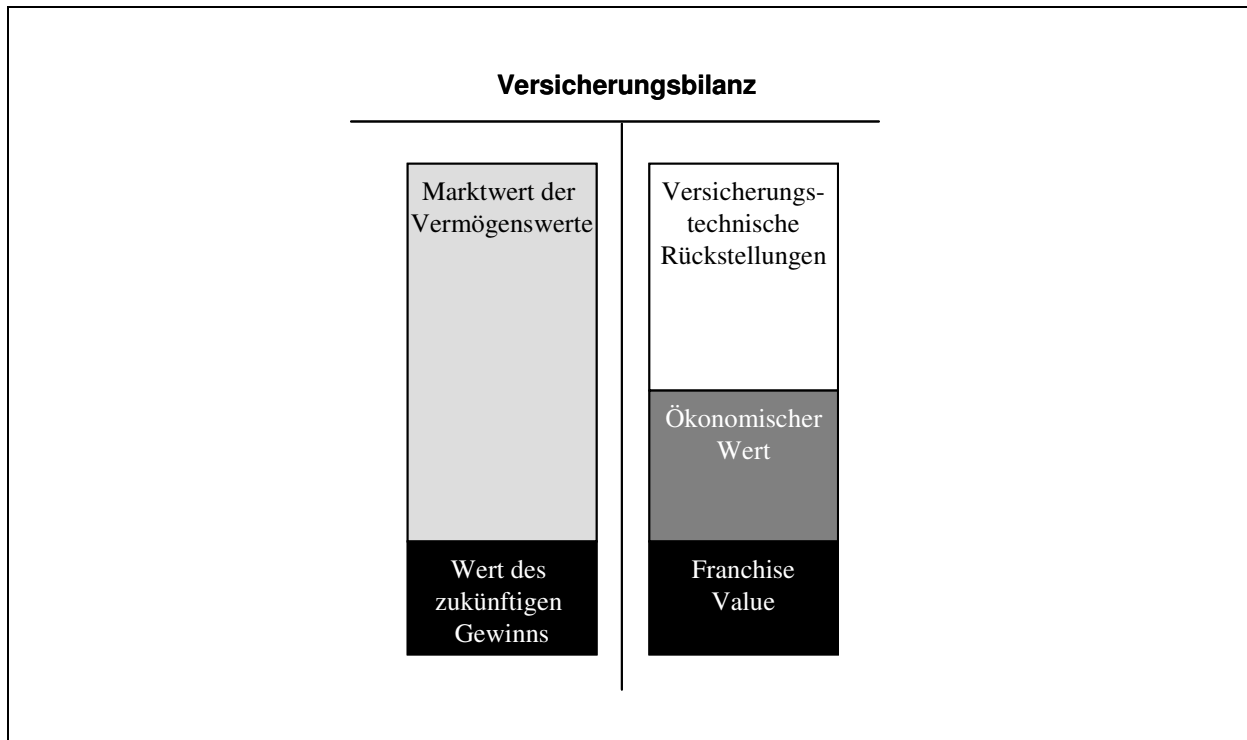 Versicherungsbilanz
Marktwert der
Vermögenswerte
Wert des
zukünftigen
Gewinns
Versicherungs-
technische
Rückstellungen
Ökonomischer
Wert
Franchise
Value